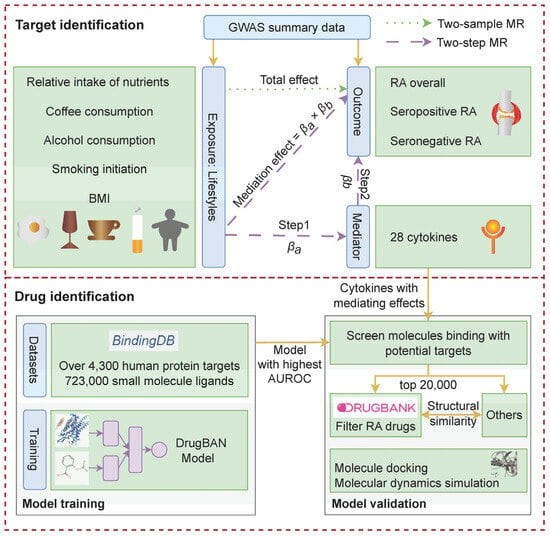 Target identification
GWAS summary data
Two-sample MR
Two-step MR
Relative intake of nutrients
Coffee consumption
Alcohol consumption
Smoking initiation
BMI
Exposure: Lifestyles
Total effect
Mediation effect = βa × βb
Step1
βa
Step2
βb
Outcome
Mediator
RA overall
Seropositive RA
Seronegative RA
28 cytokines
Drug identification
Cytokines with
mediating effects
Datasets
BindingDB
Over 4,300 human protein targets
723,000 small molecule ligands
Training
DrugBAN
Model
Model training
Model
with highest
AUROC
Screen molecules binding with
potential targets
top 20,000
DRUGBANK
Filter RA drugs
Structural
similarity
Others
Molecule docking
Molecular dynamics simulation
Model validation